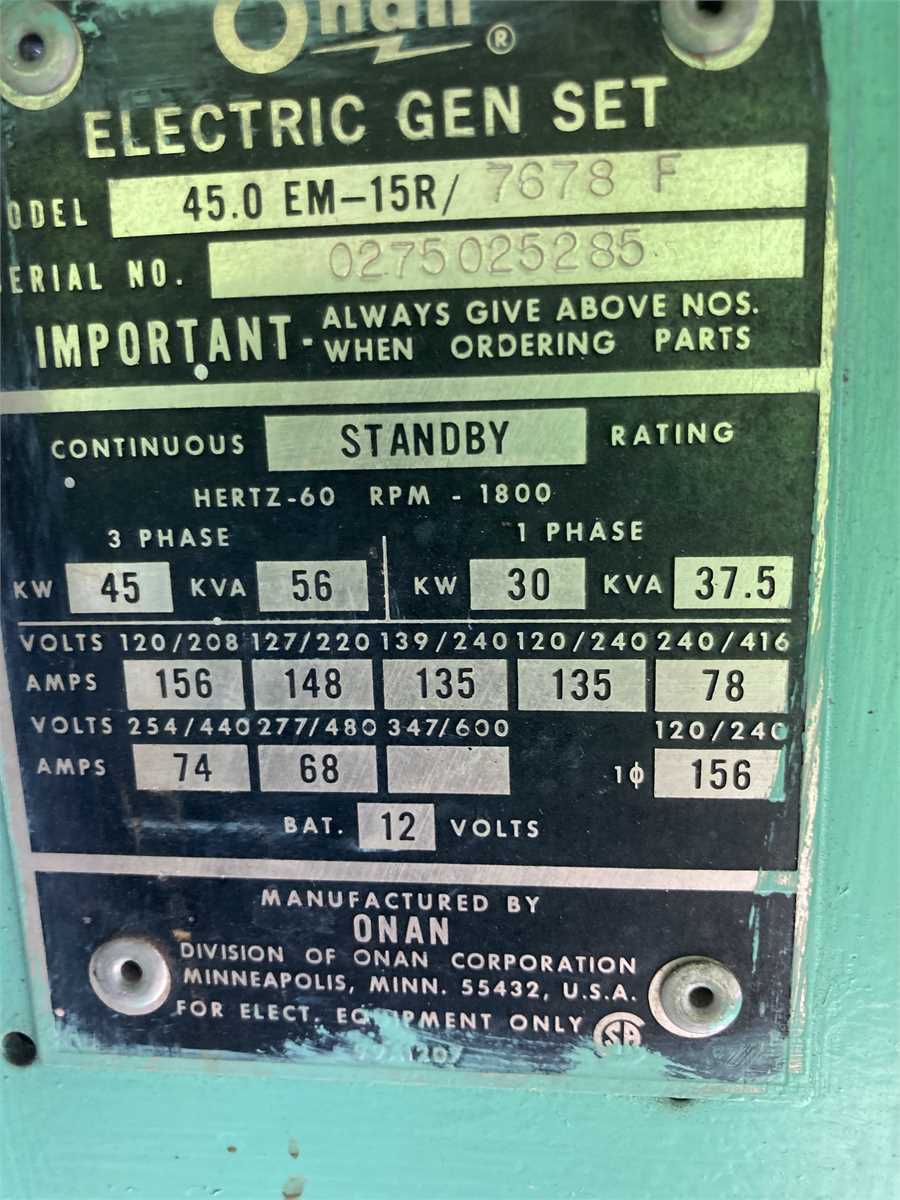 Onan ®
ELECTRIC GEN SET
MODEL 45.0 EM-15R/ 7678 F
SERIAL NO. 0275025285
IMPORTANT- ALWAYS GIVE ABOVE NOS.
WHEN ORDERING PARTS
CONTINUOUS STANDBY RATING
HERTZ-60 RPM - 1800
3 PHASE 1 PHASE
KW 45 KVA 56 KW 30 KVA 37.5
VOLTS 120/208 127/220 139/240 120/240 240/416
AMPS 156 148 135 135 78
VOLTS 254/440 277/480 347/600 120/240
AMPS 74 68 1ϕ 156
BAT. 12 VOLTS
MANUFACTURED BY
ONAN
DIVISION OF ONAN CORPORATION
MINNEAPOLIS, MINN. 55432, U.S.A.
FOR ELECT. EQUIPMENT ONLY SA